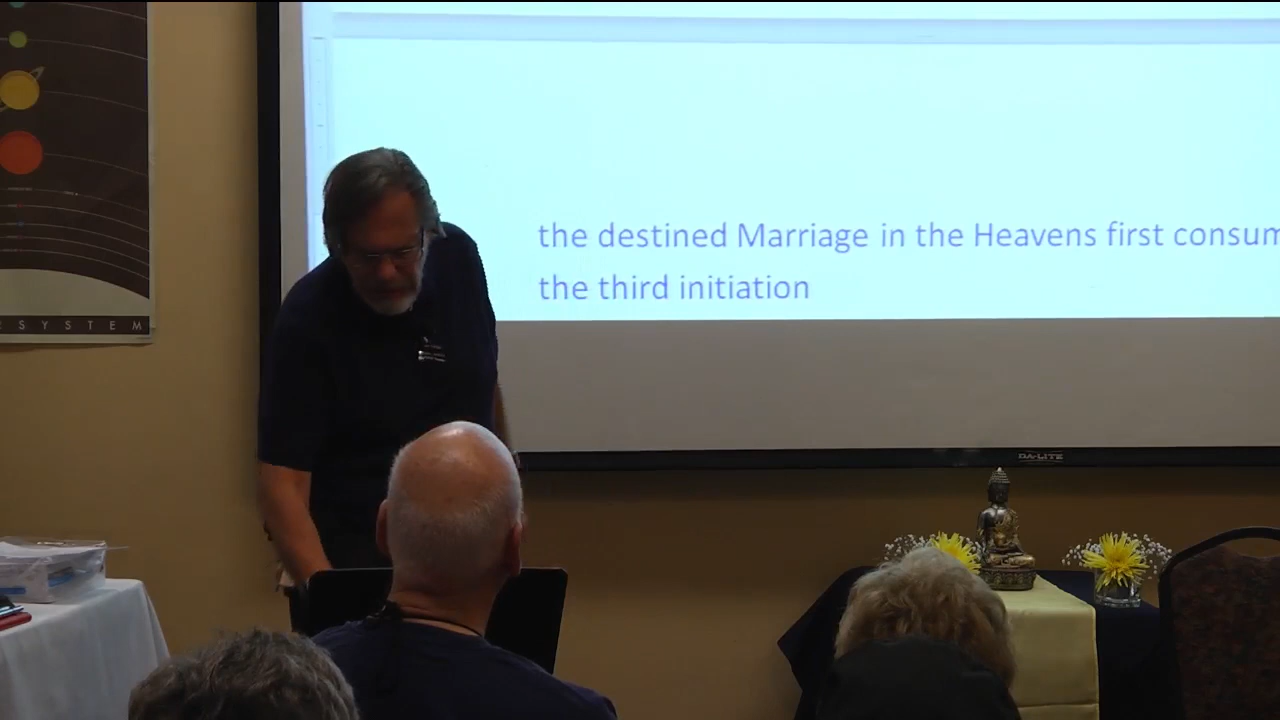 the destined Marriage in the Heavens first consum
the third initiation
SYSTEM
DA-LITE